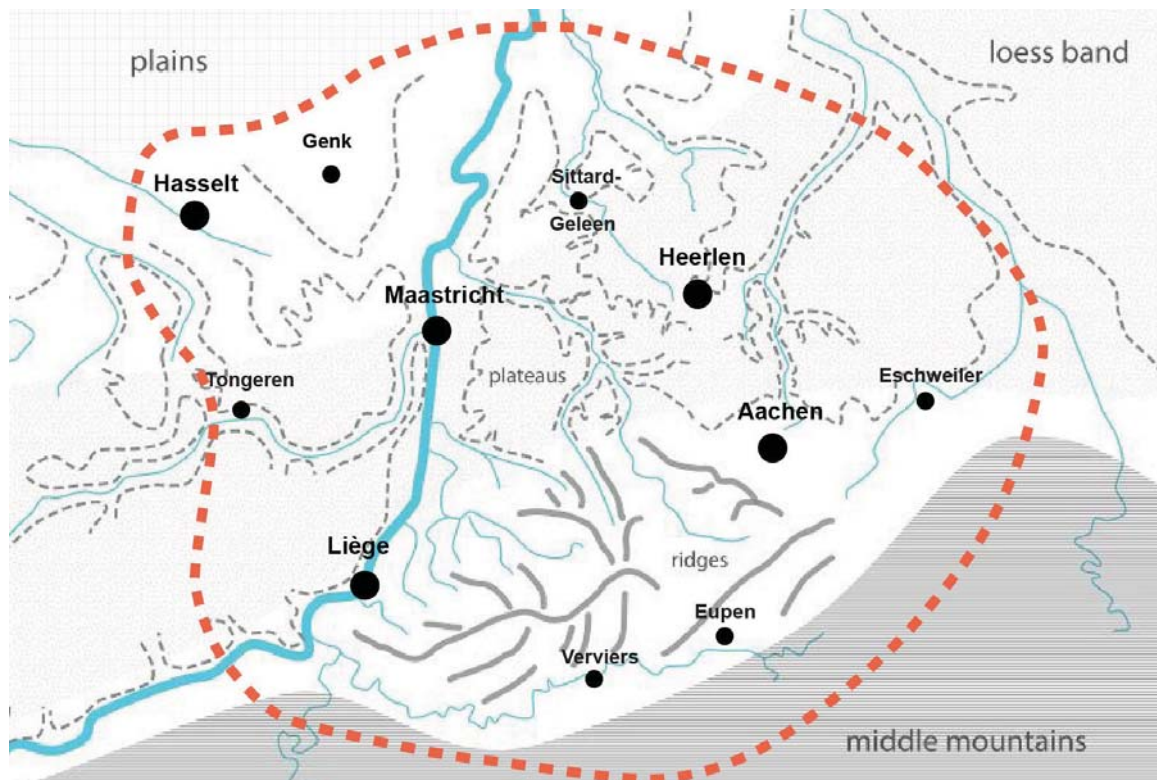 plains
loess band
Genk
Hasselt
Sittard-
Geleen
Heerlen
Maastricht
plateaus
Tongeren
Eschweiler
Aachen
Liège
ridges
Eupen
Verviers
middle mountains